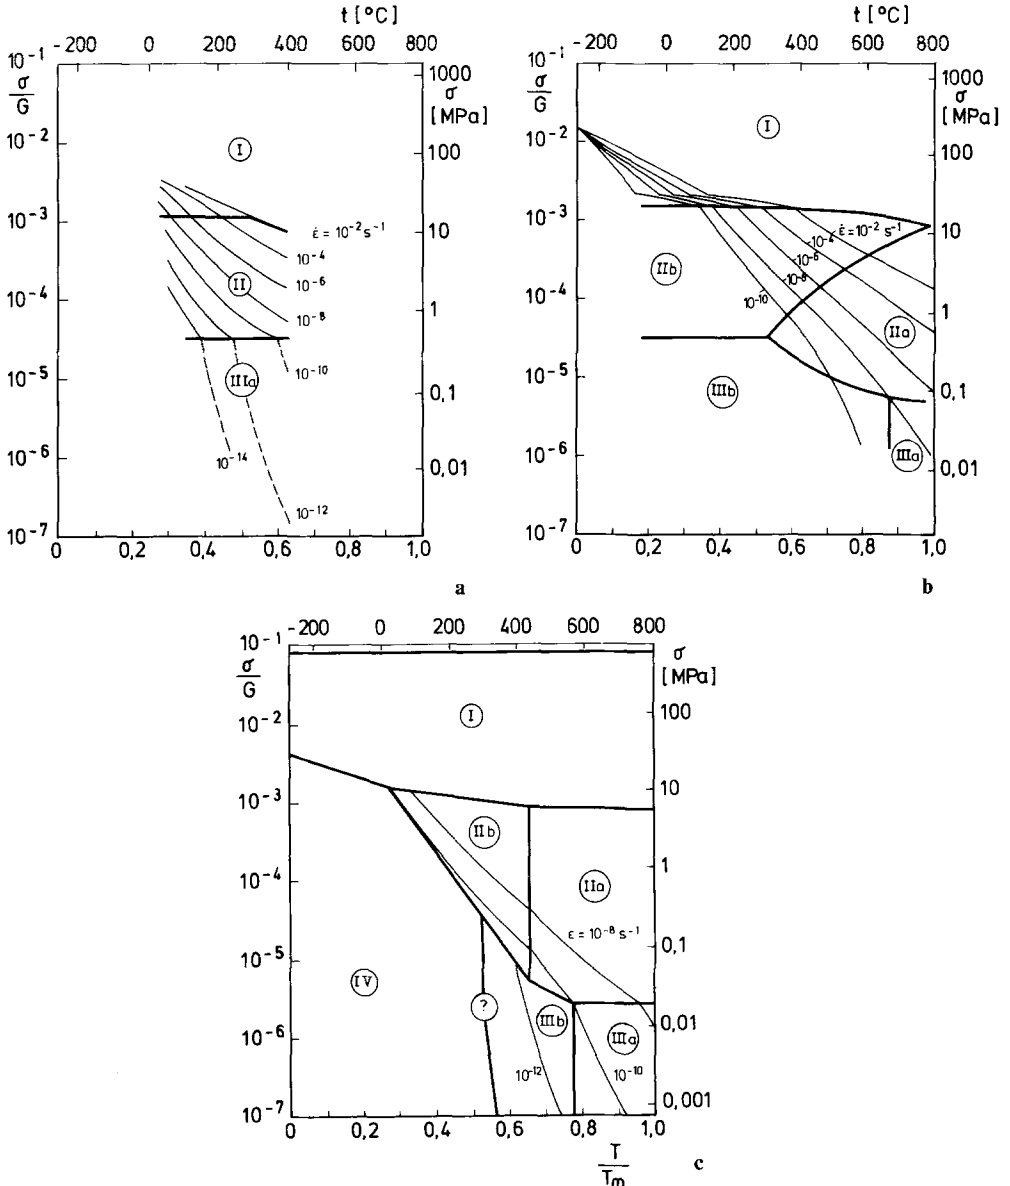 t [°C]
-200 0 200 400 600 800
10⁻¹
σ/G
10⁻²
10⁻³
10⁻⁴
10⁻⁵
10⁻⁶
10⁻⁷
I
ε̇ = 10⁻² s⁻¹
10⁻⁴
10⁻⁶
II
10⁻⁸
IIIa
10⁻¹⁰
10⁻¹⁴
10⁻¹²
1000
σ
[MPa]
100
10
1
0,1
0,01
0 0,2 0,4 0,6 0,8 1,0
a
t [°C]
-200 0 200 400 600 800
10⁻¹
σ/G
10⁻²
10⁻³
10⁻⁴
10⁻⁵
10⁻⁶
10⁻⁷
I
ε̇ = 10⁻² s⁻¹
10⁻⁴
10⁻⁶
10⁻⁸
10⁻¹⁰
IIb
IIa
IIIb
IIIa
1000
σ
[MPa]
100
10
1
0,1
0,01
0 0,2 0,4 0,6 0,8 1,0
b
-200 0 200 400 600 800
10⁻¹
σ/G
10⁻²
10⁻³
10⁻⁴
10⁻⁵
10⁻⁶
10⁻⁷
I
IIb
IIa
ε = 10⁻⁸ s⁻¹
IV
?
IIIb
IIIa
10⁻¹²
10⁻¹⁰
σ
[MPa]
100
10
1
0,1
0,01
0,001
0 0,2 0,4 0,6 0,8 1,0
T/Tm
c